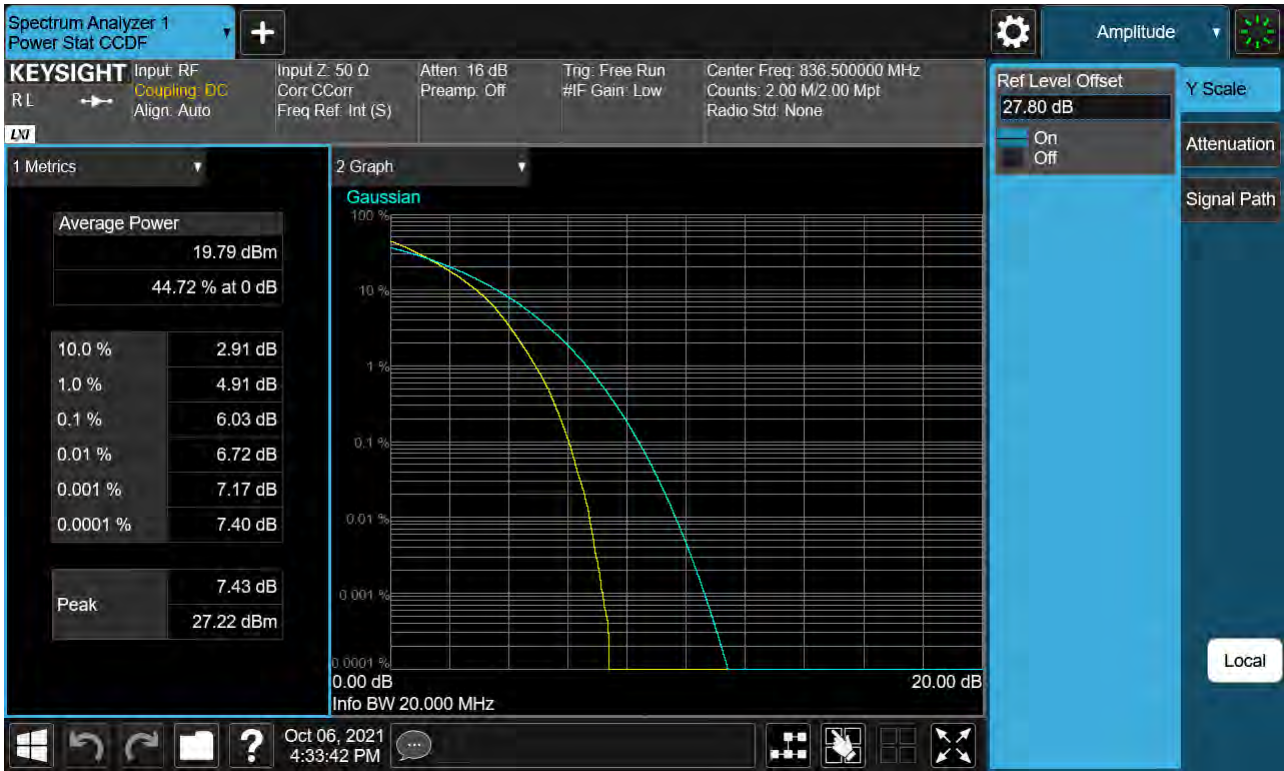 Spectrum Analyzer 1
Power Stat CCDF
+
Amplitude
KEYSIGHT
R L
LXI
Input: RF
Coupling: DC
Align: Auto
Input Z: 50 Ω
Corr CCorr
Freq Ref: Int (S)
Atten: 16 dB
Preamp: Off
Trig: Free Run
#IF Gain: Low
Center Freq: 836.500000 MHz
Counts: 2.00 M/2.00 Mpt
Radio Std: None
Ref Level Offset
27.80 dB
On
Off
Y Scale
Attenuation
Signal Path
Local
1 Metrics
Average Power
19.79 dBm
44.72 % at 0 dB
10.0 % 2.91 dB
1.0 % 4.91 dB
0.1 % 6.03 dB
0.01 % 6.72 dB
0.001 % 7.17 dB
0.0001 % 7.40 dB
Peak
7.43 dB
27.22 dBm
2 Graph
Gaussian
100 %
10 %
1 %
0.1 %
0.01 %
0.001 %
0.0001 %
0.00 dB 20.00 dB
Info BW 20.000 MHz
?
Oct 06, 2021
4:33:42 PM